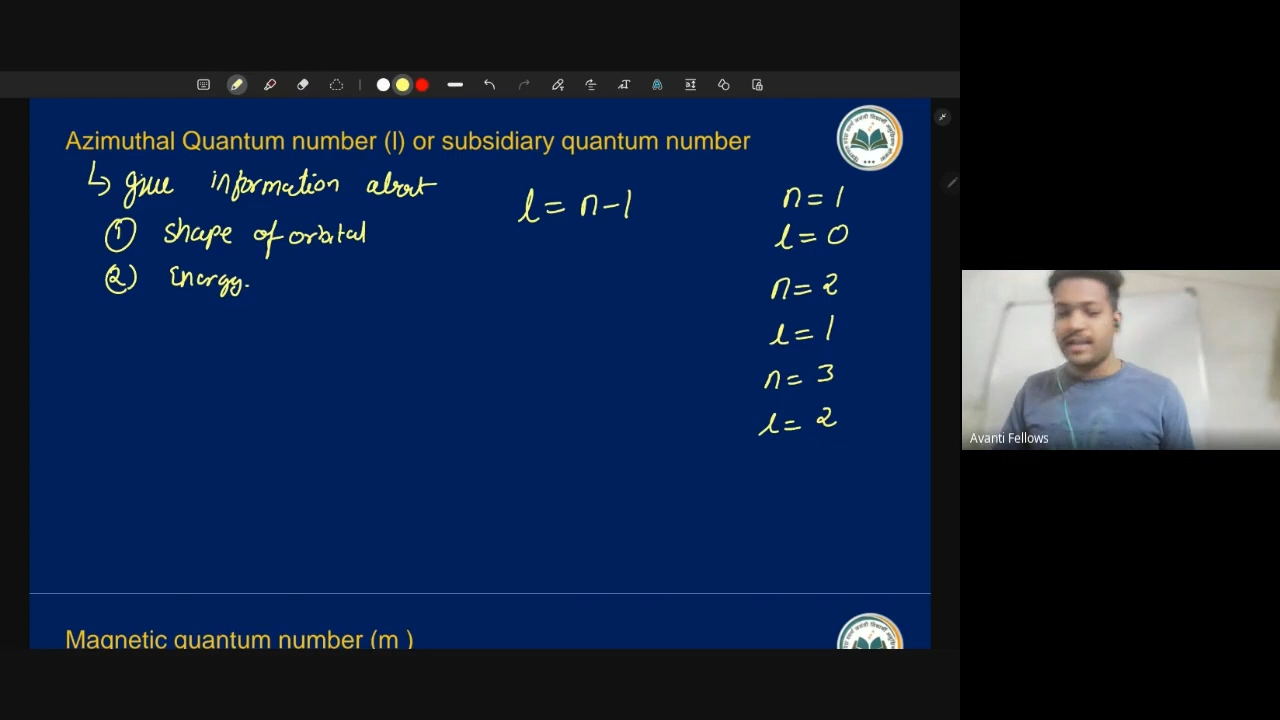 Azimuthal Quantum number (l) or subsidiary quantum number
↳ give information about
① shape of orbital
② Energy.
l = n-1
n = 1
l = 0
n = 2
l = 1
n = 3
l = 2
Magnetic quantum number (m )
Avanti Fellows